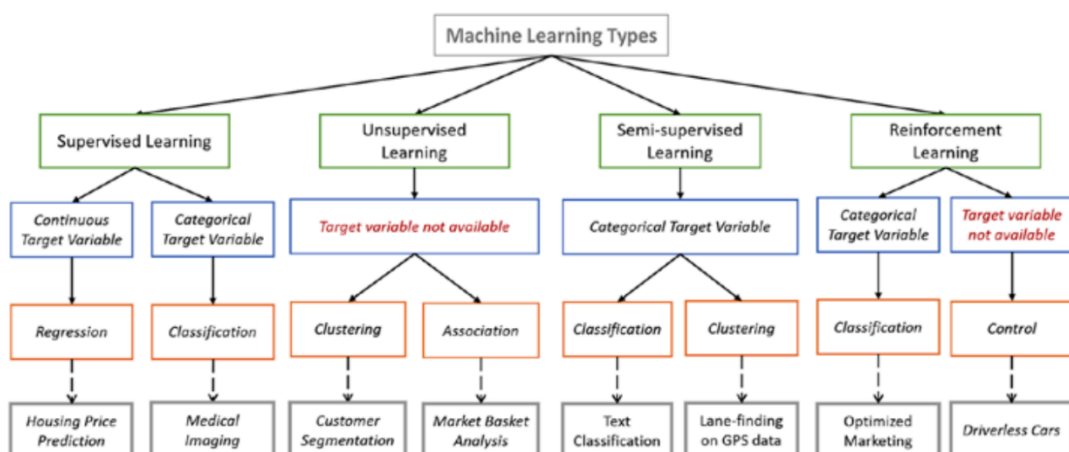 Machine Learning Types
Supervised Learning
Unsupervised
Learning
Semi-supervised
Learning
Reinforcement
Learning
Continuous
Target Variable
Categorical
Target Variable
Target variable not available
Categorical Target Variable
Categorical
Target Variable
Target variable
not available
Regression
Classification
Clustering
Association
Classification
Clustering
Classification
Control
Housing Price
Prediction
Medical
Imaging
Customer
Segmentation
Market Basket
Analysis
Text
Classification
Lane-finding
on GPS data
Optimized
Marketing
Driverless Cars